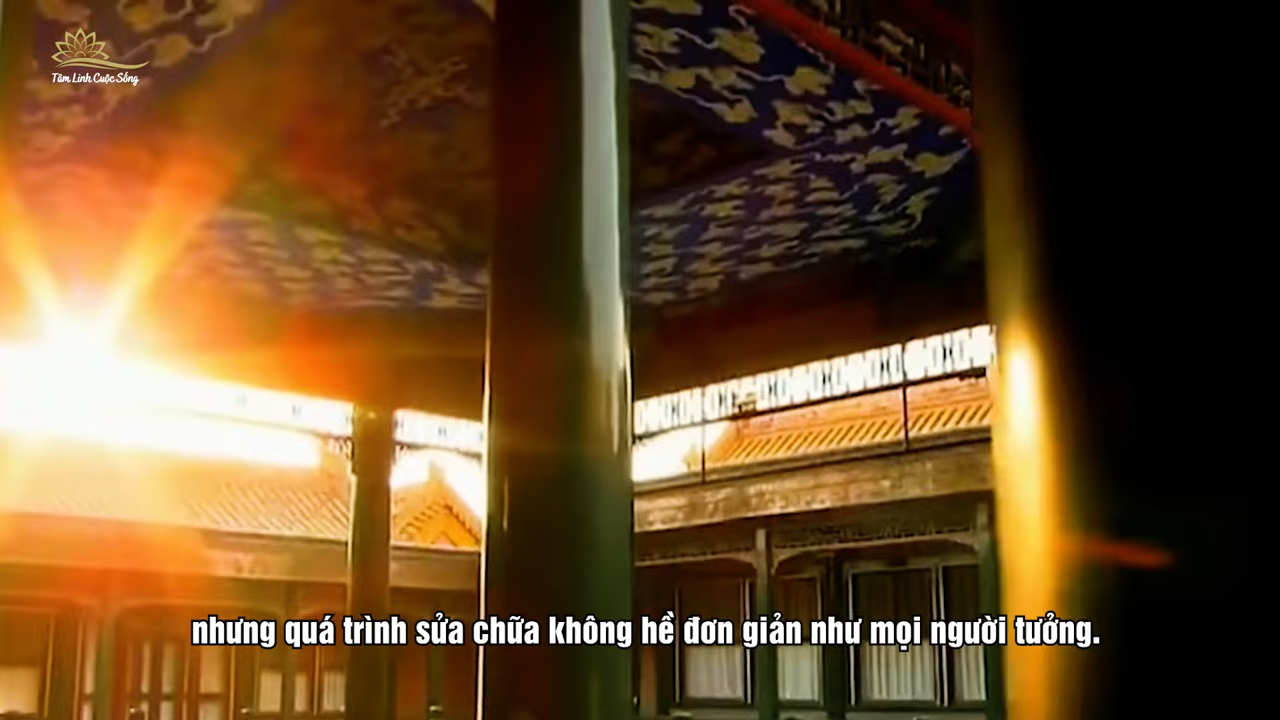 Tâm Linh Cuộc Sống
nhưng quá trình sửa chữa không hề đơn giản như mọi người tưởng.